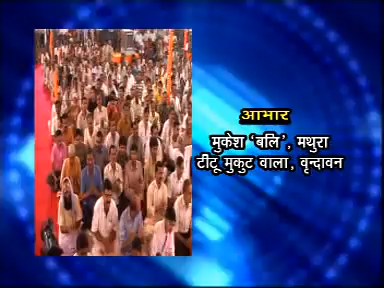 आभार
मुकेश ‘बलि’, मथुरा
टीटू मुकुट वाला, वृन्दावन